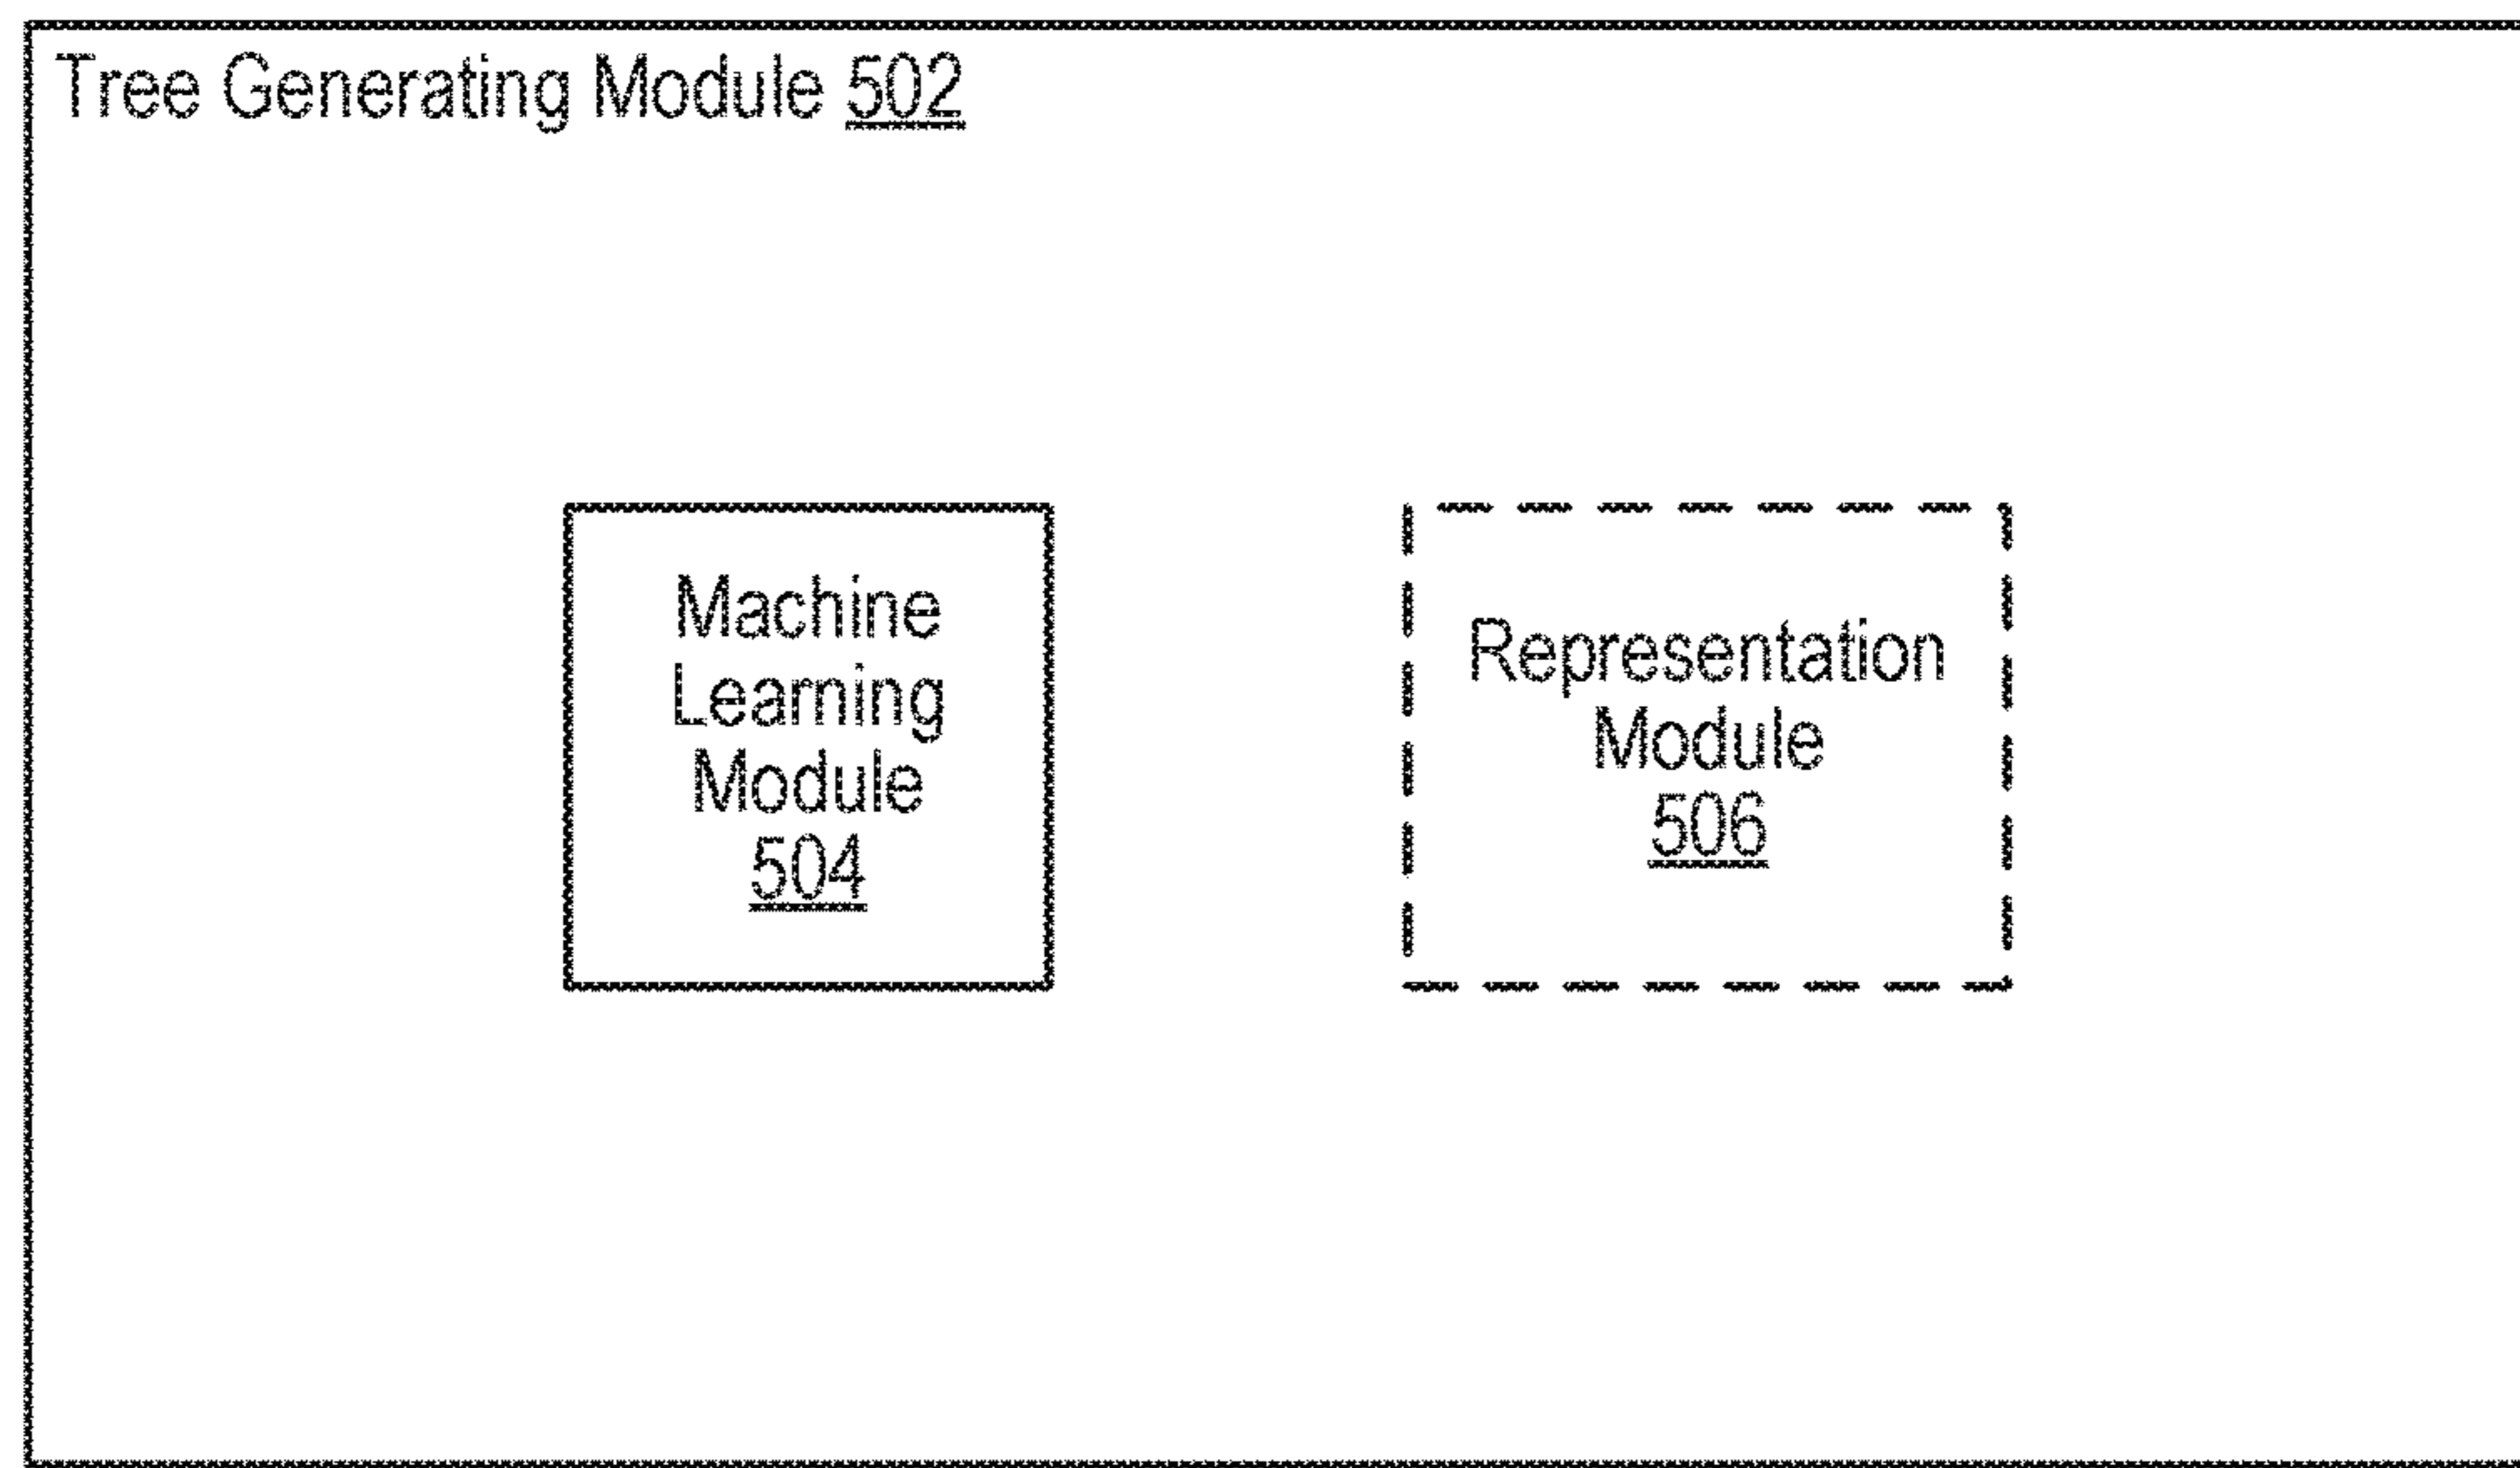 Tree Generating Module 502
Machine
Learning
Module
504
Representation
Module
506